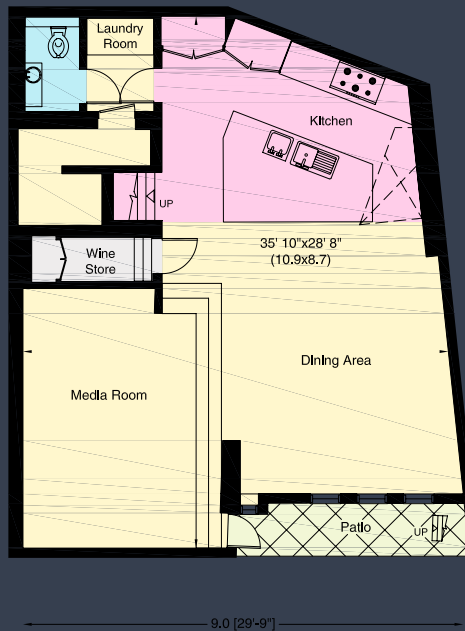 Laundry
Room
Kitchen
UP
Wine
Store
35' 10"x28' 8"
(10.9x8.7)
Dining Area
Media Room
Patio
UP
9.0 [29'-9"]